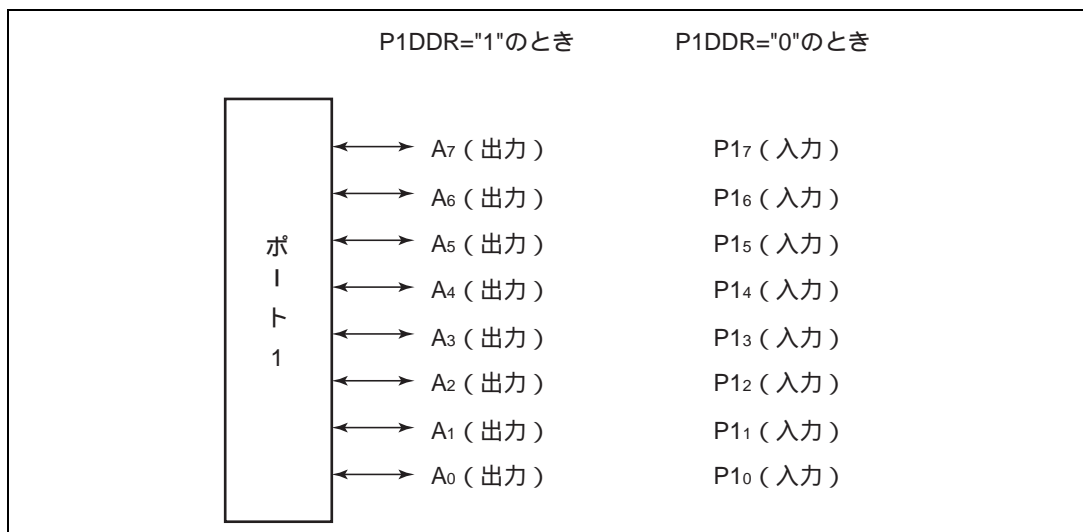 P1DDR="1"のとき P1DDR="0"のとき
A7 ( 出力 ) P17 ( 入力 )
A6 ( 出力 ) P16 ( 入力 )
A5 ( 出力 ) P15 ( 入力 )
A4 ( 出力 ) P14 ( 入力 )
A3 ( 出力 ) P13 ( 入力 )
A2 ( 出力 ) P12 ( 入力 )
A1 ( 出力 ) P11 ( 入力 )
A0 ( 出力 ) P10 ( 入力 )
ポート1